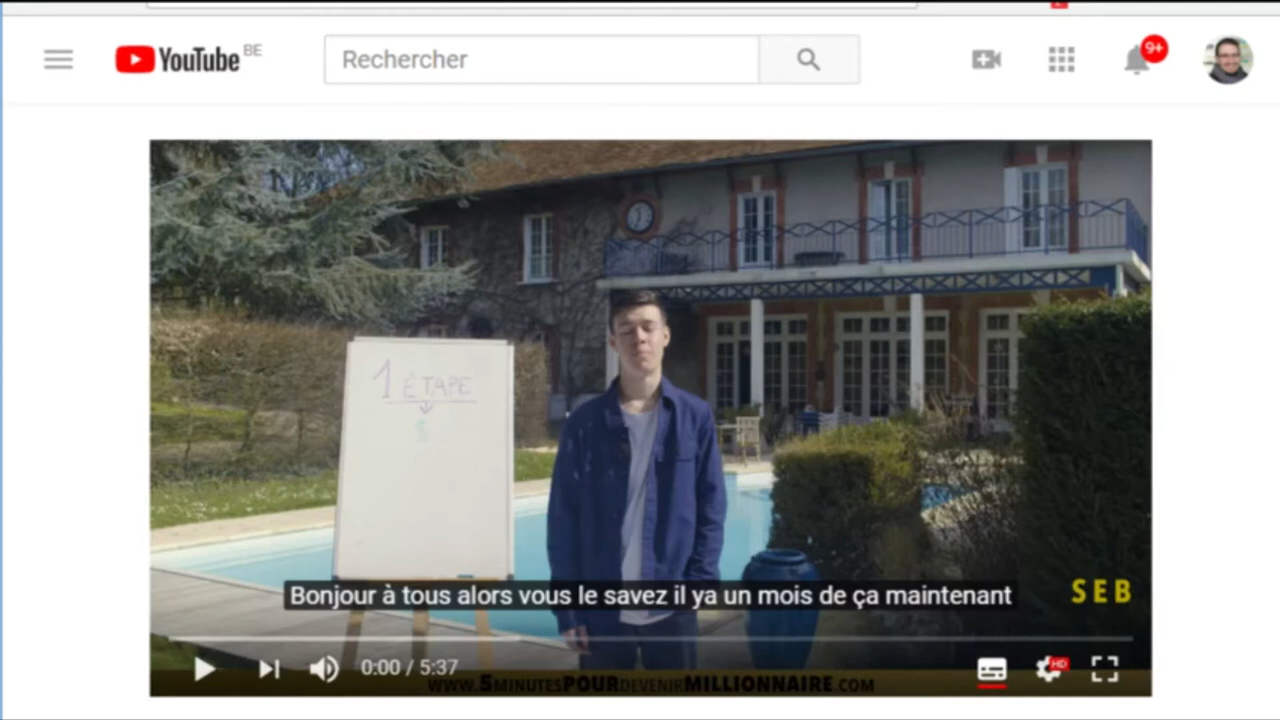 YouTube BE
Rechercher
9+
1 ÉTAPE
Bonjour à tous alors vous le savez il ya un mois de ça maintenant
SEB
0:00 / 5:37
HD
WWW.5MINUTESPOURDEVENIRMILLIONNAIRE.COM